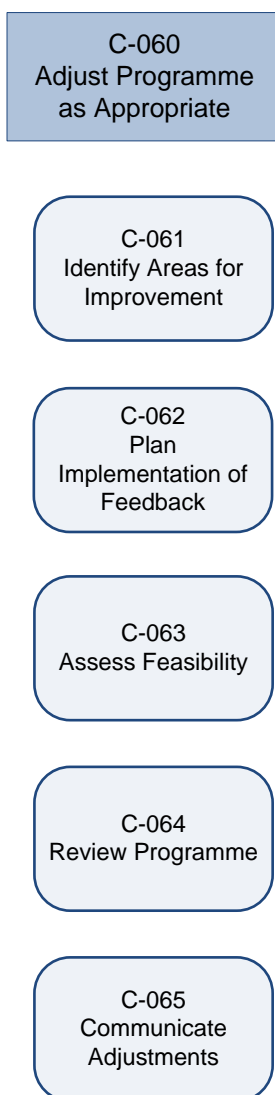 C-060
Adjust Programme
as Appropriate
C-061
Identify Areas for
Improvement
C-062
Plan
Implementation of
Feedback
C-063
Assess Feasibility
C-064
Review Programme
C-065
Communicate
Adjustments